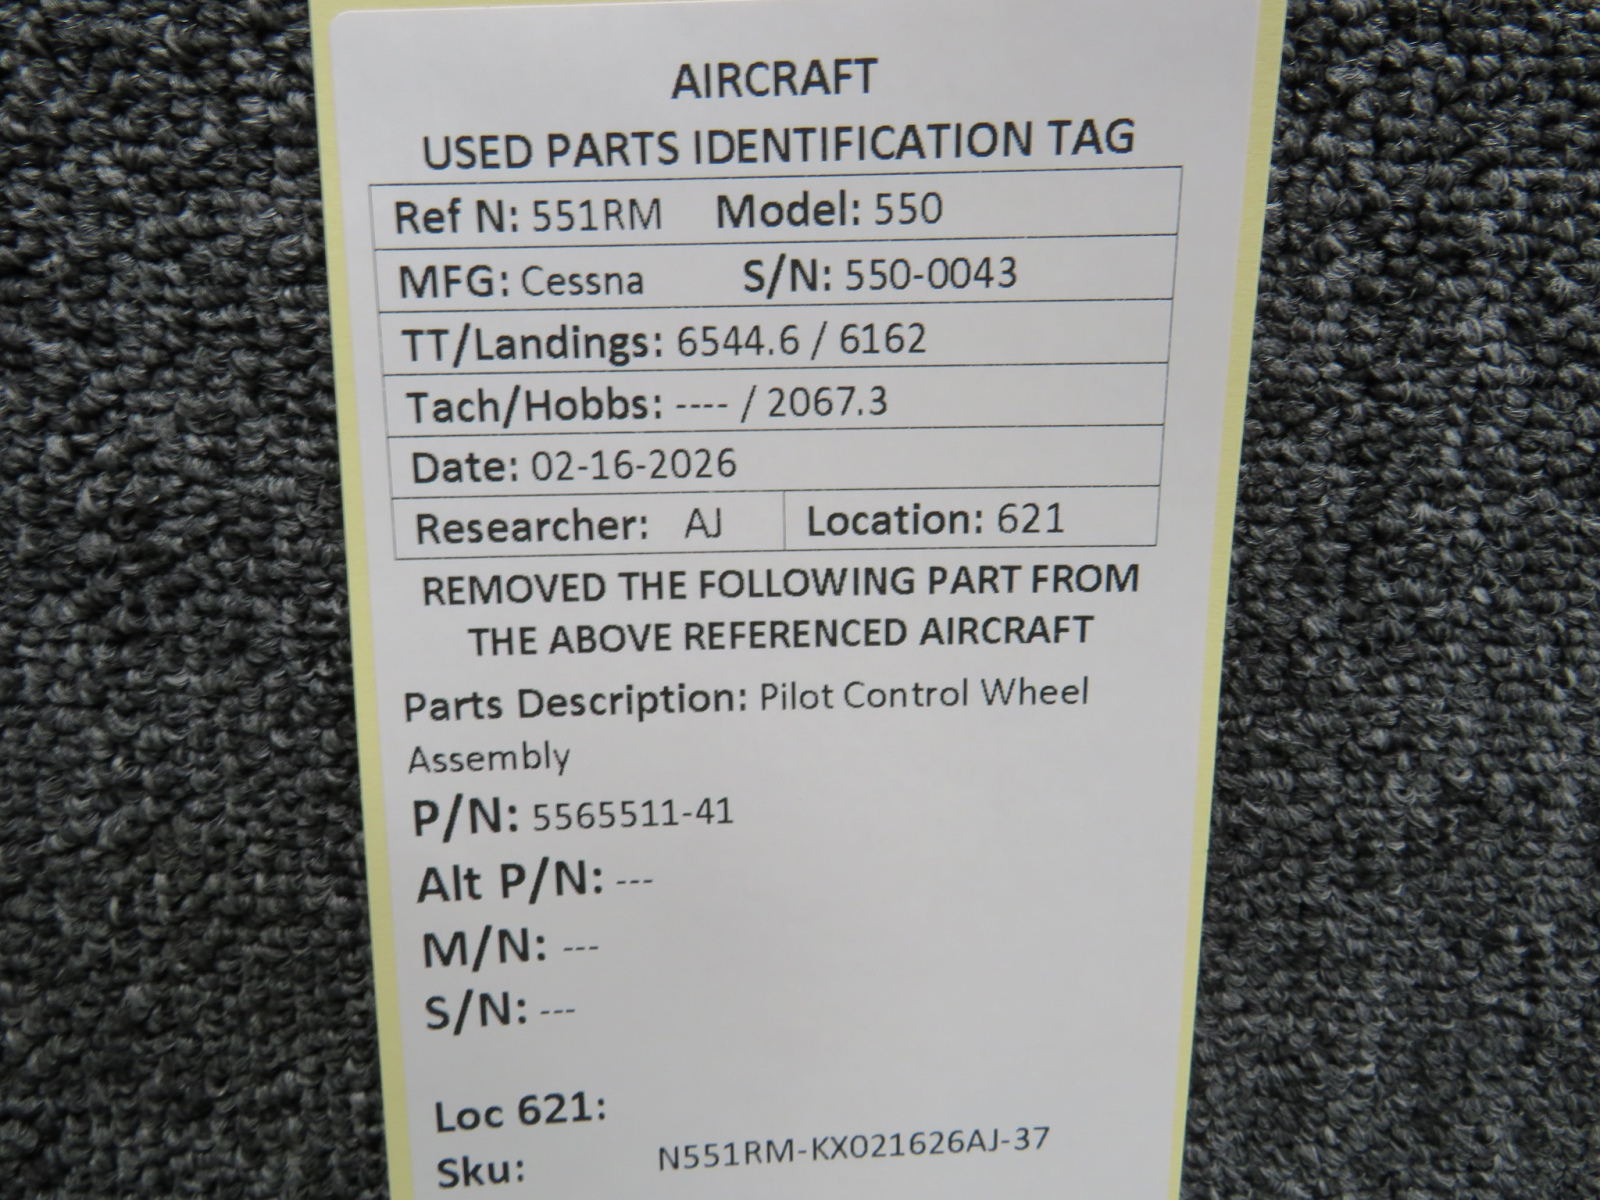 AIRCRAFT
USED PARTS IDENTIFICATION TAG
Ref N: 551RM Model: 550
MFG: Cessna S/N: 550-0043
TT/Landings: 6544.6 / 6162
Tach/Hobbs: ---- / 2067.3
Date: 02-16-2026
Researcher: AJ Location: 621
REMOVED THE FOLLOWING PART FROM
THE ABOVE REFERENCED AIRCRAFT
Parts Description: Pilot Control Wheel
Assembly
P/N: 5565511-41
Alt P/N: ---
M/N: ---
S/N: ---
Loc 621:
Sku: N551RM-KX021626AJ-37